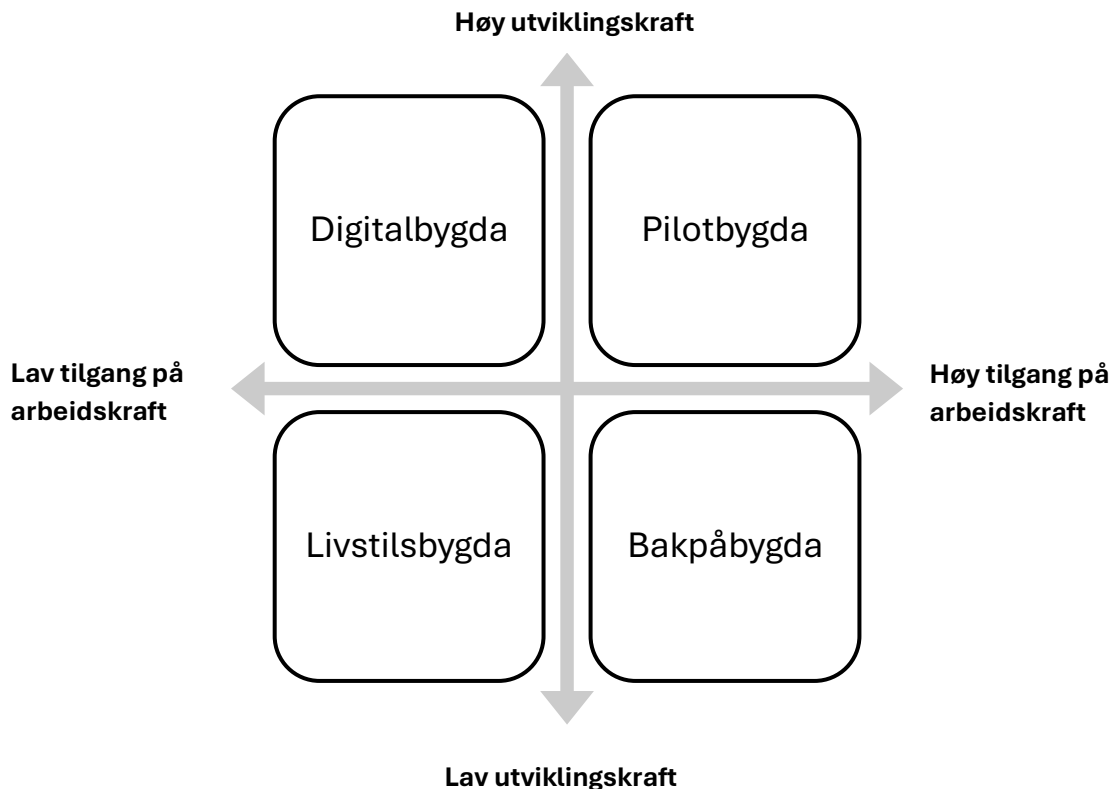 Høy utviklingskraft
Digitalbygda
Pilotbygda
Lav tilgang på
arbeidskraft
Høy tilgang på
arbeidskraft
Livstilsbygda
Bakpåbygda
Lav utviklingskraft